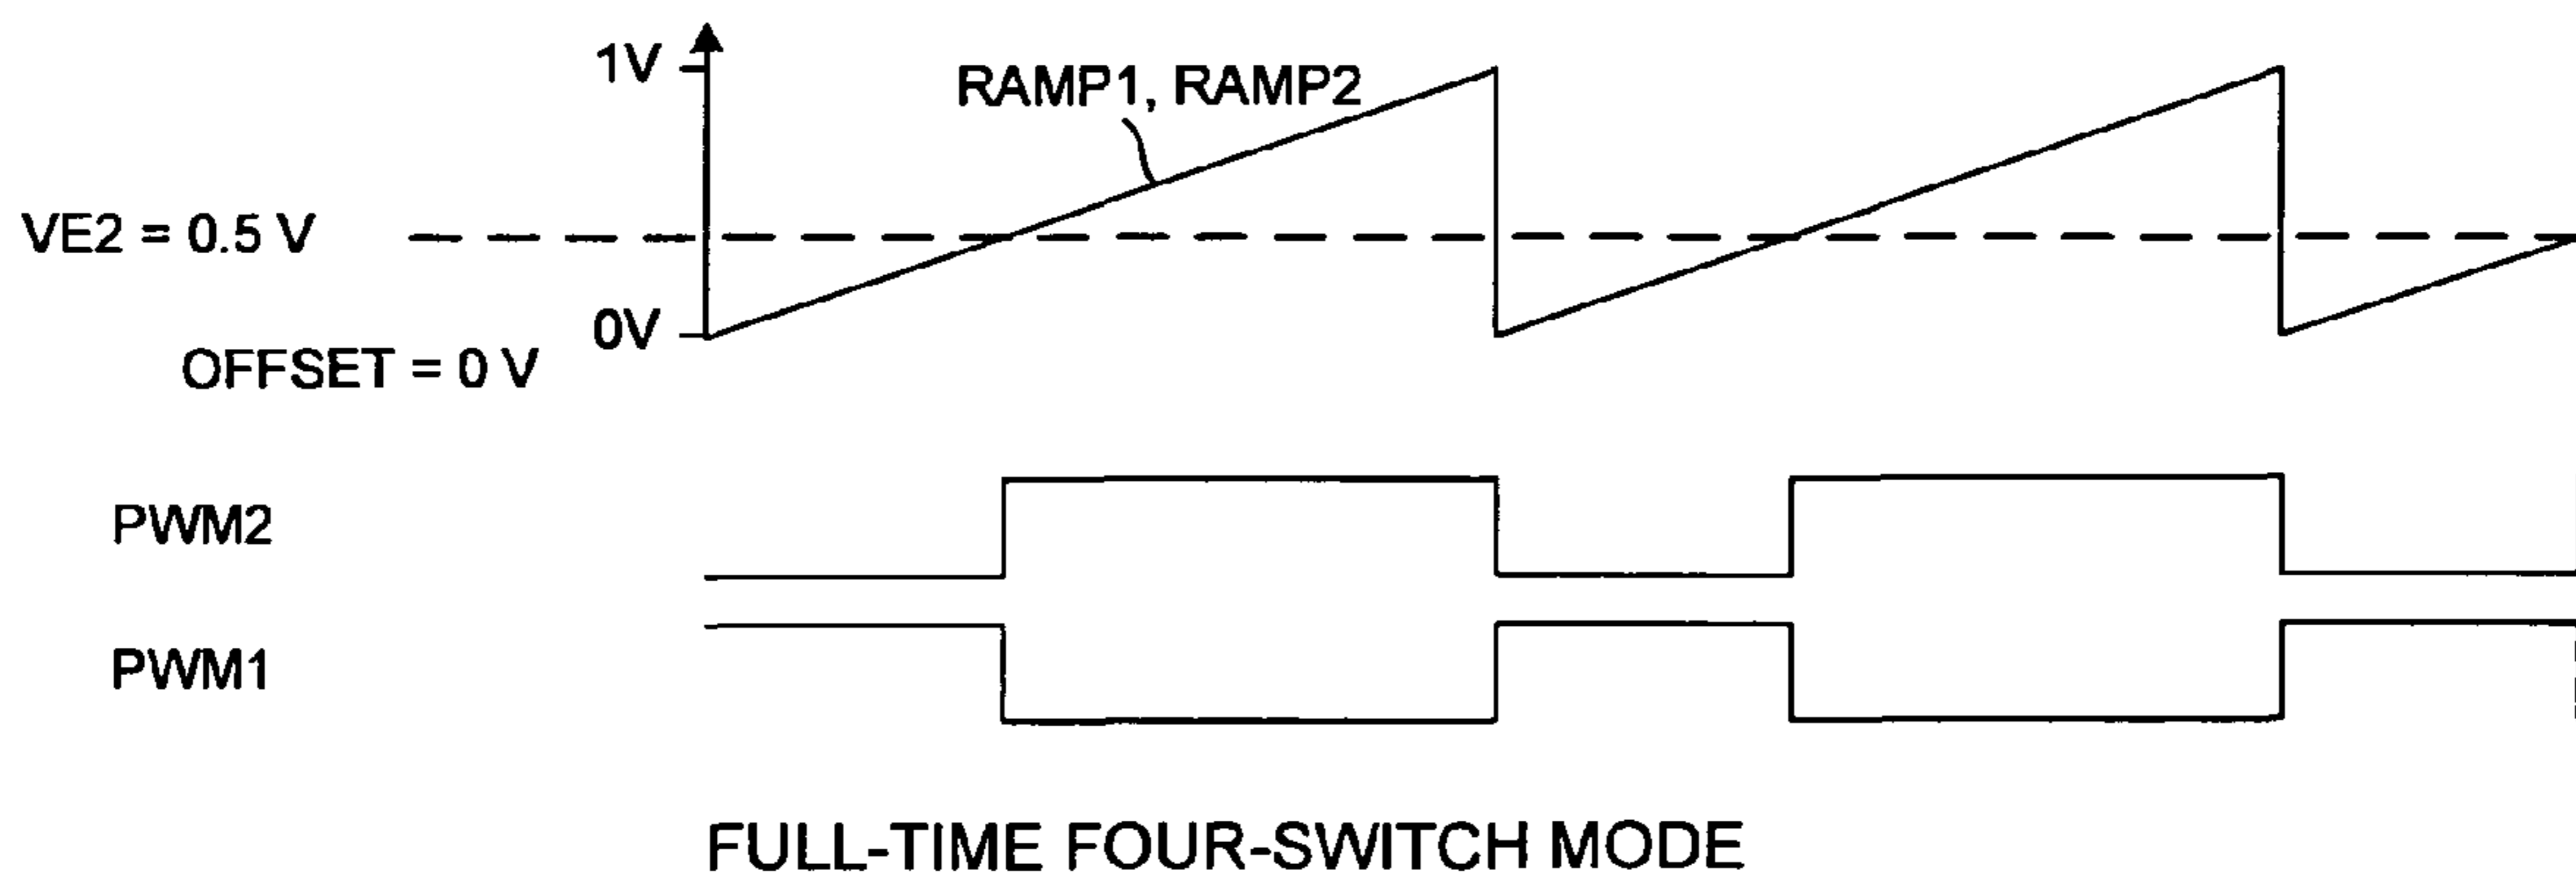 1V
RAMP1, RAMP2
VE2 = 0.5 V
0V
OFFSET = 0 V
PWM2
PWM1
FULL-TIME FOUR-SWITCH MODE